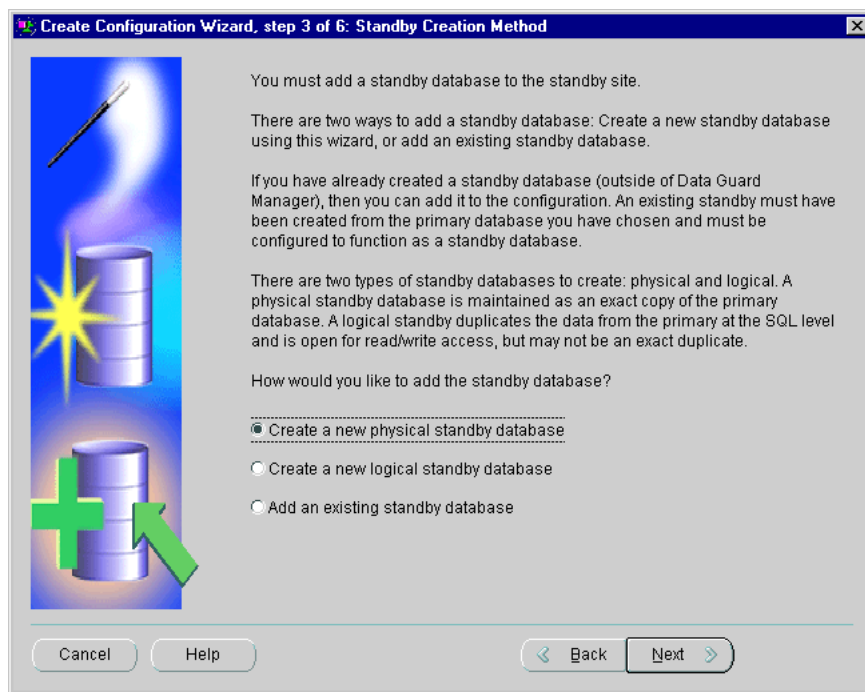 Create Configuration Wizard, step 3 of 6: Standby Creation Method
You must add a standby database to the standby site.
There are two ways to add a standby database: Create a new standby database
using this wizard, or add an existing standby database.
If you have already created a standby database (outside of Data Guard
Manager), then you can add it to the configuration. An existing standby must have
been created from the primary database you have chosen and must be
configured to function as a standby database.
There are two types of standby databases to create: physical and logical. A
physical standby database is maintained as an exact copy of the primary
database. A logical standby duplicates the data from the primary at the SQL level
and is open for read/write access, but may not be an exact duplicate.
How would you like to add the standby database?
Create a new physical standby database
Create a new logical standby database
Add an existing standby database
Cancel
Help
Back
Next